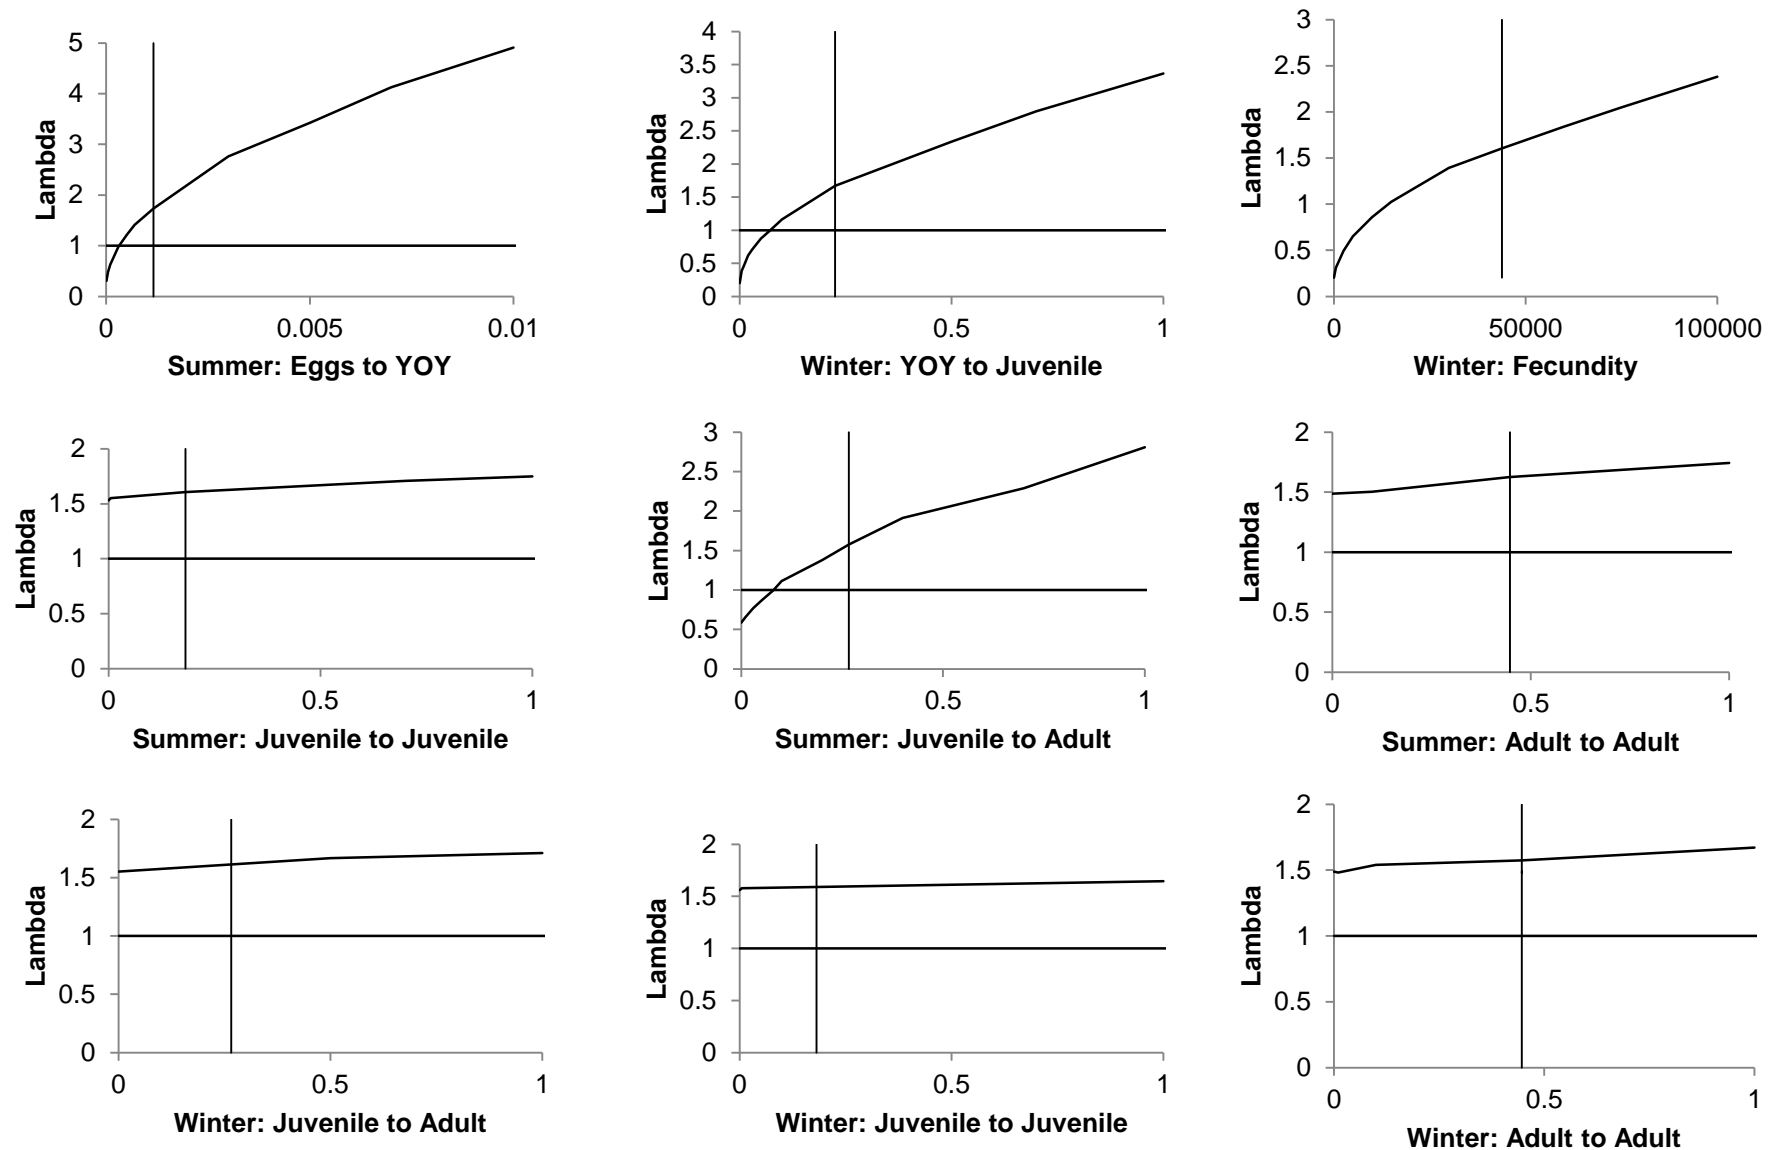 5
4
3
2
1
0
Lambda
0 0.005 0.01
Summer: Eggs to YOY
4
3.5
3
2.5
2
1.5
1
0.5
0
Lambda
0 0.5 1
Winter: YOY to Juvenile
3
2.5
2
1.5
1
0.5
0
Lambda
0 50000 100000
Winter: Fecundity
2
1.5
1
0.5
0
Lambda
0 0.5 1
Summer: Juvenile to Juvenile
3
2.5
2
1.5
1
0.5
0
Lambda
0 0.5 1
Summer: Juvenile to Adult
2
1.5
1
0.5
0
Lambda
0 0.5 1
Summer: Adult to Adult
2
1.5
1
0.5
0
Lambda
0 0.5 1
Winter: Juvenile to Adult
2
1.5
1
0.5
0
Lambda
0 0.5 1
Winter: Juvenile to Juvenile
2
1.5
1
0.5
0
Lambda
0 0.5 1
Winter: Adult to Adult